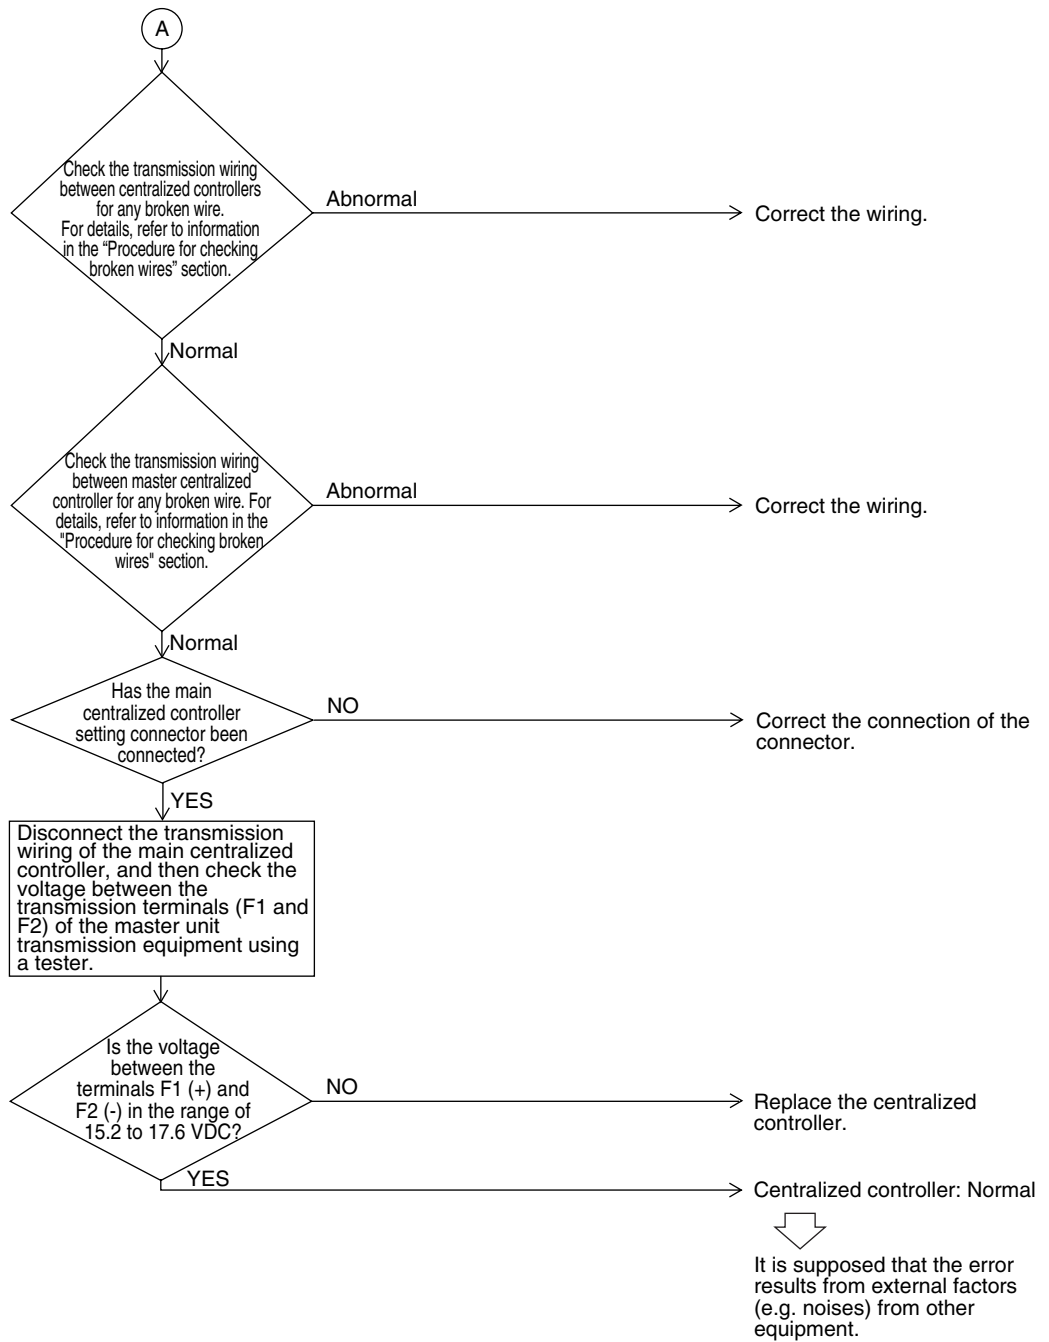 A
Check the transmission wiring
between centralized controllers
for any broken wire.
For details, refer to information
in the “Procedure for checking
broken wires” section.
Abnormal
Correct the wiring.
Normal
Check the transmission wiring
between master centralized
controller for any broken wire. For
details, refer to information in the
"Procedure for checking broken
wires" section.
Abnormal
Correct the wiring.
Normal
Has the main
centralized controller
setting connector been
connected?
NO
Correct the connection of the
connector.
YES
Disconnect the transmission
wiring of the main centralized
controller, and then check the
voltage between the
transmission terminals (F1 and
F2) of the master unit
transmission equipment using
a tester.
Is the voltage
between the
terminals F1 (+) and
F2 (-) in the range of
15.2 to 17.6 VDC?
NO
Replace the centralized
controller.
YES
Centralized controller: Normal
It is supposed that the error
results from external factors
(e.g. noises) from other
equipment.